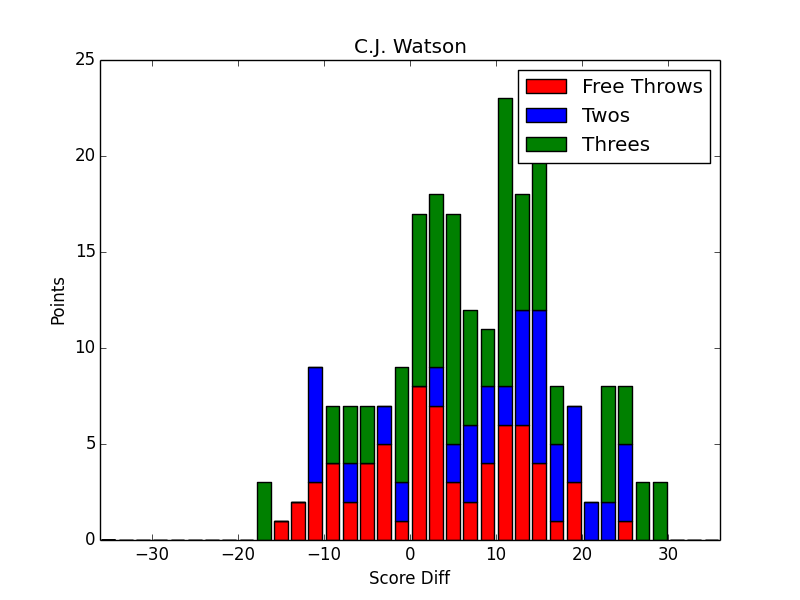 C.J. Watson
25
20
15
10
5
0
Points
Free Throws
Twos
Threes
−30 −20 −10 0 10 20 30
Score Diff